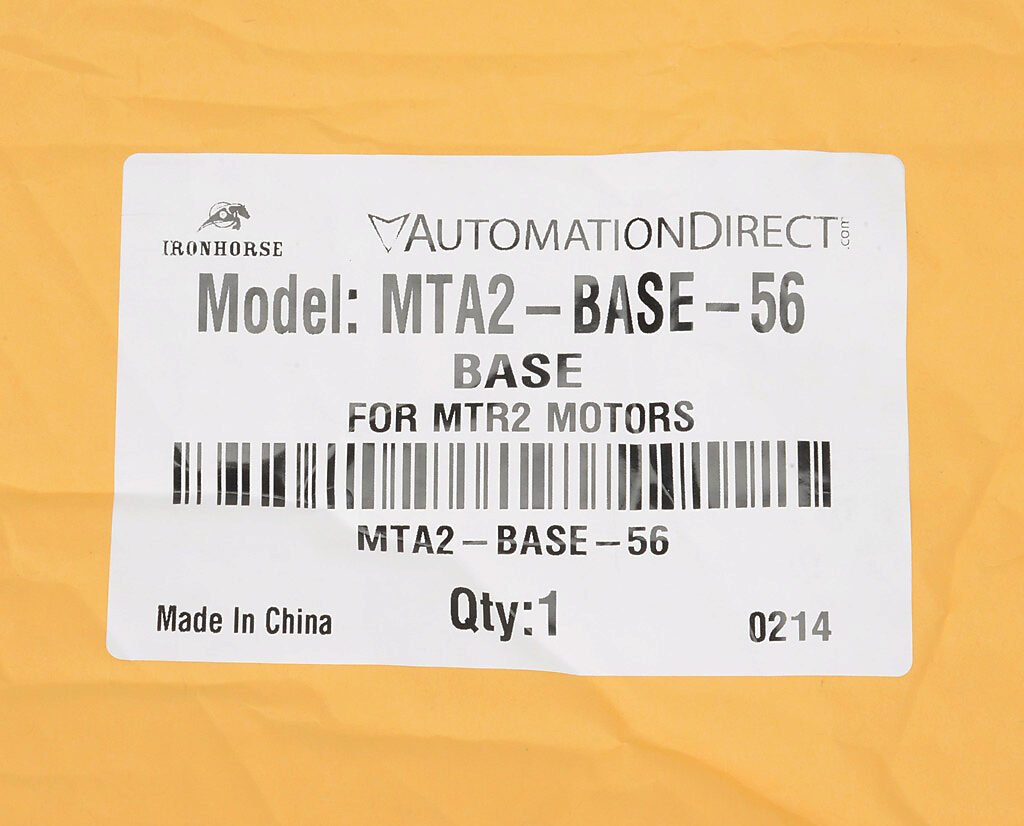 IRONHORSE
AUTOMATIONDIRECT.com
Model: MTA2-BASE-56
BASE
FOR MTR2 MOTORS
MTA2-BASE-56
Made In China
Qty:1
0214